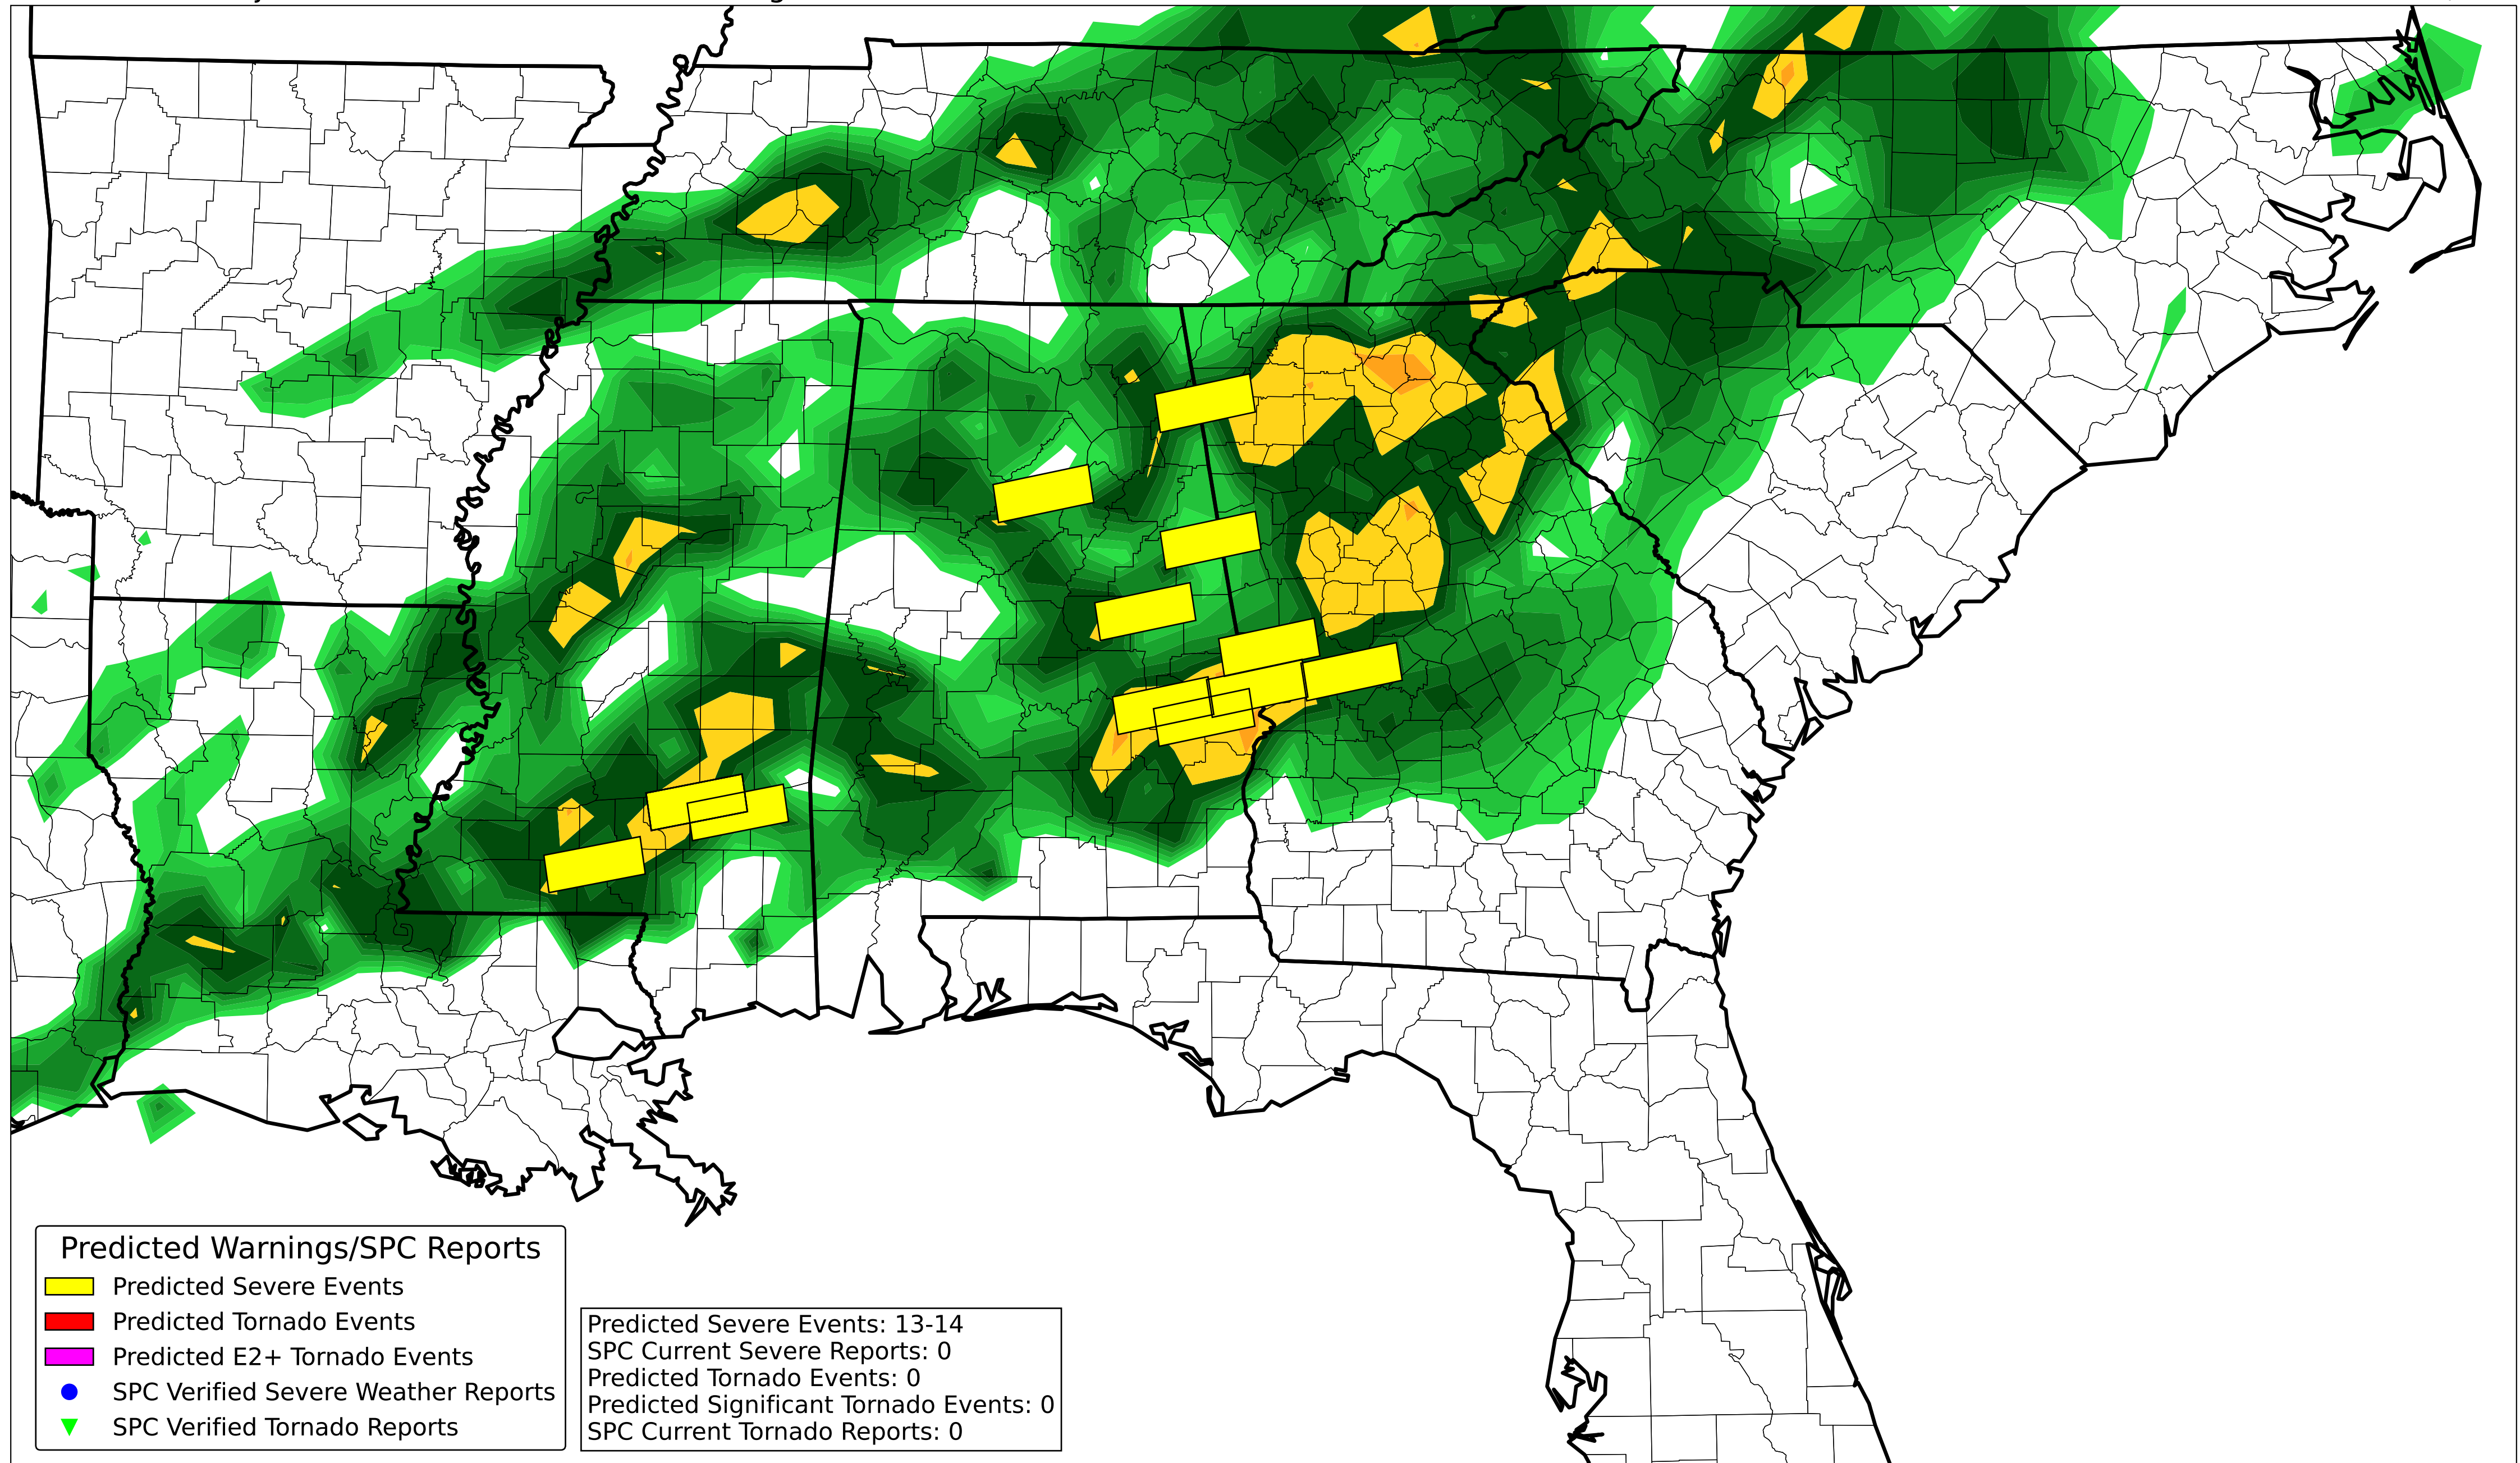 Predicted Warnings/SPC Reports
Predicted Severe Events
Predicted Tornado Events
Predicted E2+ Tornado Events
SPC Verified Severe Weather Reports
SPC Verified Tornado Reports
Predicted Severe Events: 13-14
SPC Current Severe Reports: 0
Predicted Tornado Events: 0
Predicted Significant Tornado Events: 0
SPC Current Tornado Reports: 0